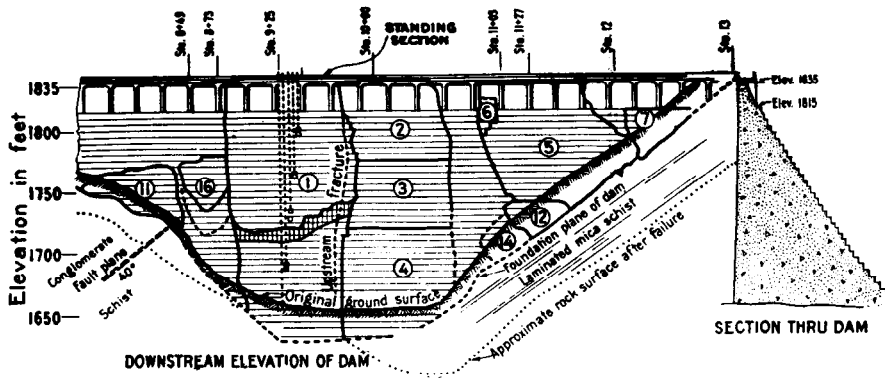 Sta. 8+49
Sta. 8+75
Sta. 9+25
STANDING
SECTION
Sta. 10+00
Sta. 11+05
Sta. 11+27
Sta. 12
Sta. 13
Elevation in feet
1835
1800
1750
1700
1650
Elev. 1835
Elev. 1815
6
7
2
5
11
16
1
3
4
12
14
fracture
Upstream
Original ground surface
Conglomerate
Fault plane
40°
Schist
Foundation plane of dam
Laminated mica schist
Approximate rock surface after failure
SECTION THRU DAM
DOWNSTREAM ELEVATION OF DAM